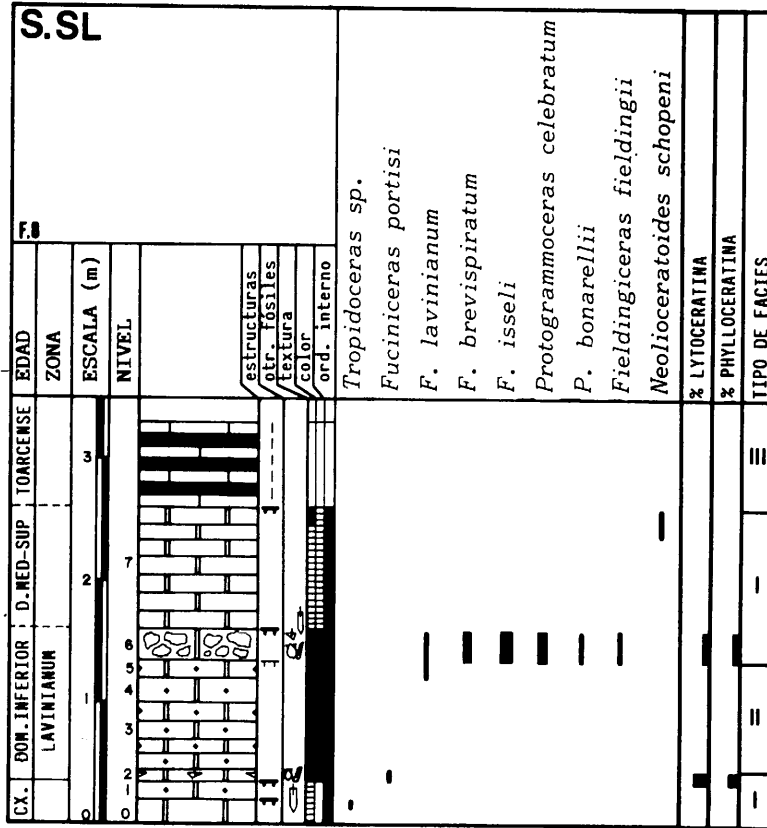 S.SL
F.8
EDAD
ZONA
ESCALA (m)
NIVEL
estructuras
otr. fósiles
textura
color
ord. interno
Tropidoceras sp.
Fuciniceras portisi
F. lavinianum
F. brevispiratum
F. isseli
Protogrammoceras celebratum
P. bonarellii
Fieldingiceras fieldingii
Neolioceratoides schopeni
% LYTOCERATINA
% PHYLLOCERATINA
TIPO DE FACIES
TOARCENSE
D.MED-SUP
DOM.INFERIOR
CX.
LAVINIANUM
3
2
1
0
7
6
5
4
3
2
1
0
III
I
II
I